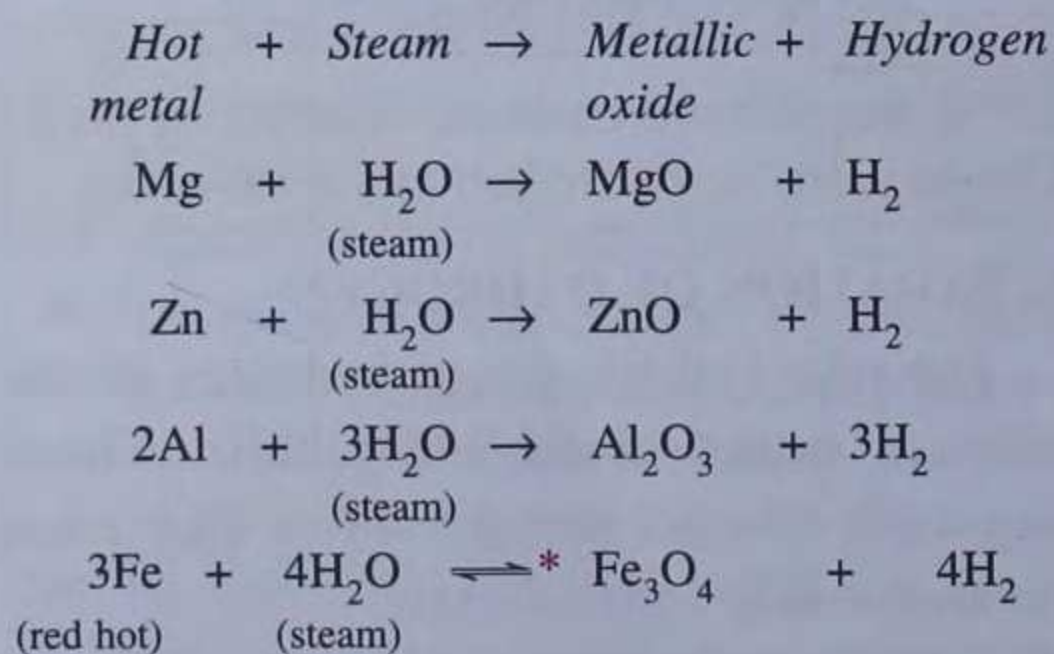 Hot + Steam → Metallic + Hydrogen
metal oxide
Mg + H₂O → MgO + H₂
(steam)
Zn + H₂O → ZnO + H₂
(steam)
2Al + 3H₂O → Al₂O₃ + 3H₂
(steam)
3Fe + 4H₂O ⇌* Fe₃O₄ + 4H₂
(red hot) (steam)